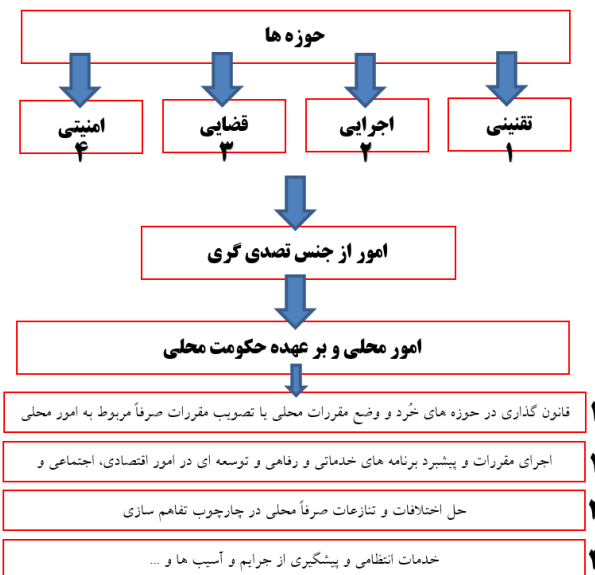 حوزه ها
تقنینی
۱
اجرایی
۲
قضایی
۳
امنیتی
۴
امور از جنس تصدی گری
امور محلی و بر عهده حکومت محلی
قانون گذاری در حوزه های خُرد و وضع مقررات محلی یا تصویب مقررات صرفاً مربوط به امور محلی
اجرای مقررات و پیشبرد برنامه های خدماتی و رفاهی و توسعه ای در امور اقتصادی، اجتماعی و
حل اختلافات و تنازعات صرفاً محلی در چارچوب تفاهم سازی
خدمات انتظامی و پیشگیری از جرایم و آسیب ها و ...